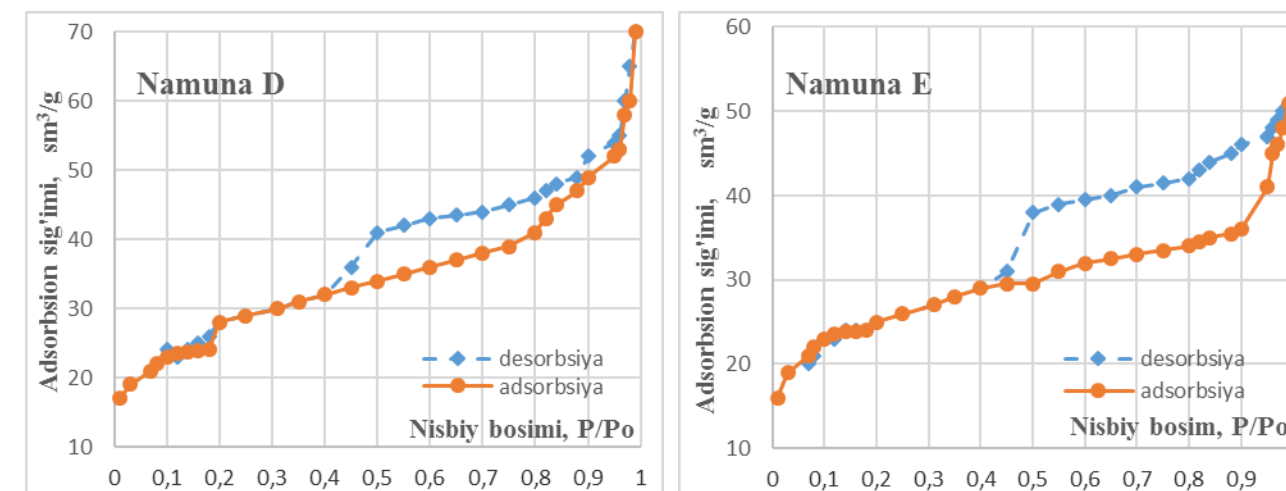 Namuna D
Adsorbsion sig'imi, sm³/g
70
60
50
40
30
20
10
desorbsiya
adsorbsiya
Nisbiy bosimi, P/Po
0 0,1 0,2 0,3 0,4 0,5 0,6 0,7 0,8 0,9 1
Namuna E
Adsorbsion sig'imi, sm³/g
60
50
40
30
20
10
desorbsiya
adsorbsiya
Nisbiy bosim, P/Po
0 0,1 0,2 0,3 0,4 0,5 0,6 0,7 0,8 0,9